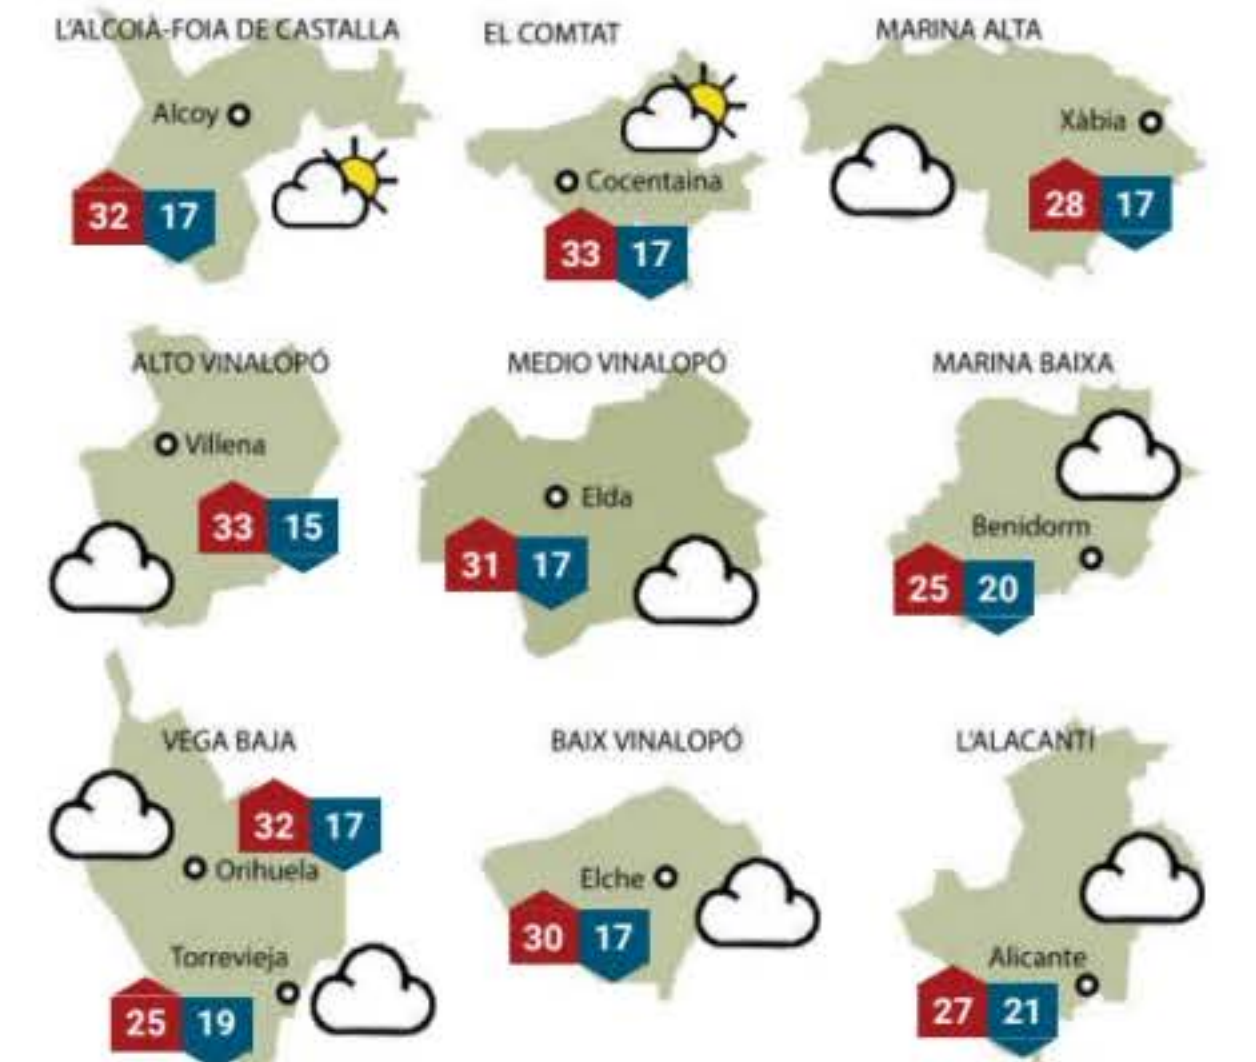 L'ALCOIÀ-FOIA DE CASTALLA
Alcoy
32 17
EL COMTAT
Cocentaina
33 17
MARINA ALTA
Xàbia
28 17
ALTO VINALOPÓ
Villena
33 15
MEDIO VINALOPÓ
Elda
31 17
MARINA BAIXA
Benidorm
25 20
VEGA BAJA
32 17
Orihuela
Torrevieja
25 19
BAIX VINALOPÓ
Elche
30 17
L'ALACANTÍ
Alicante
27 21